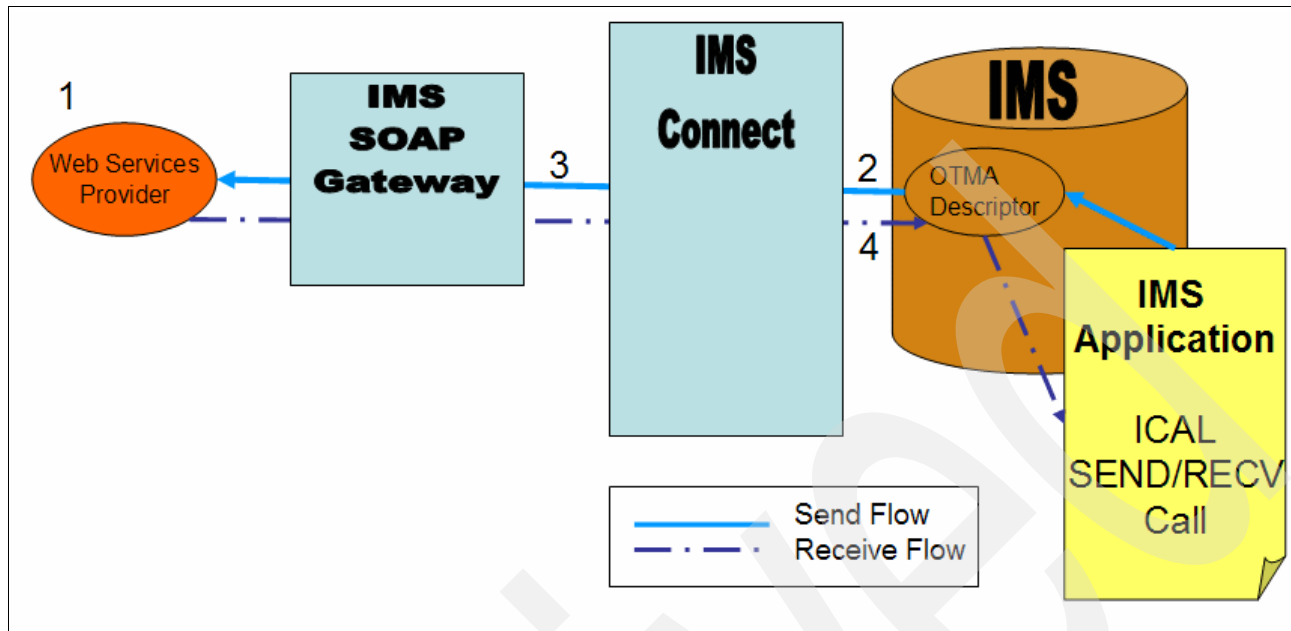 1
Web Services
Provider
IMS
SOAP
Gateway
3
IMS
Connect
2
4
IMS
OTMA
Descriptor
IMS
Application
ICAL
SEND/RECV
Call
Send Flow
Receive Flow